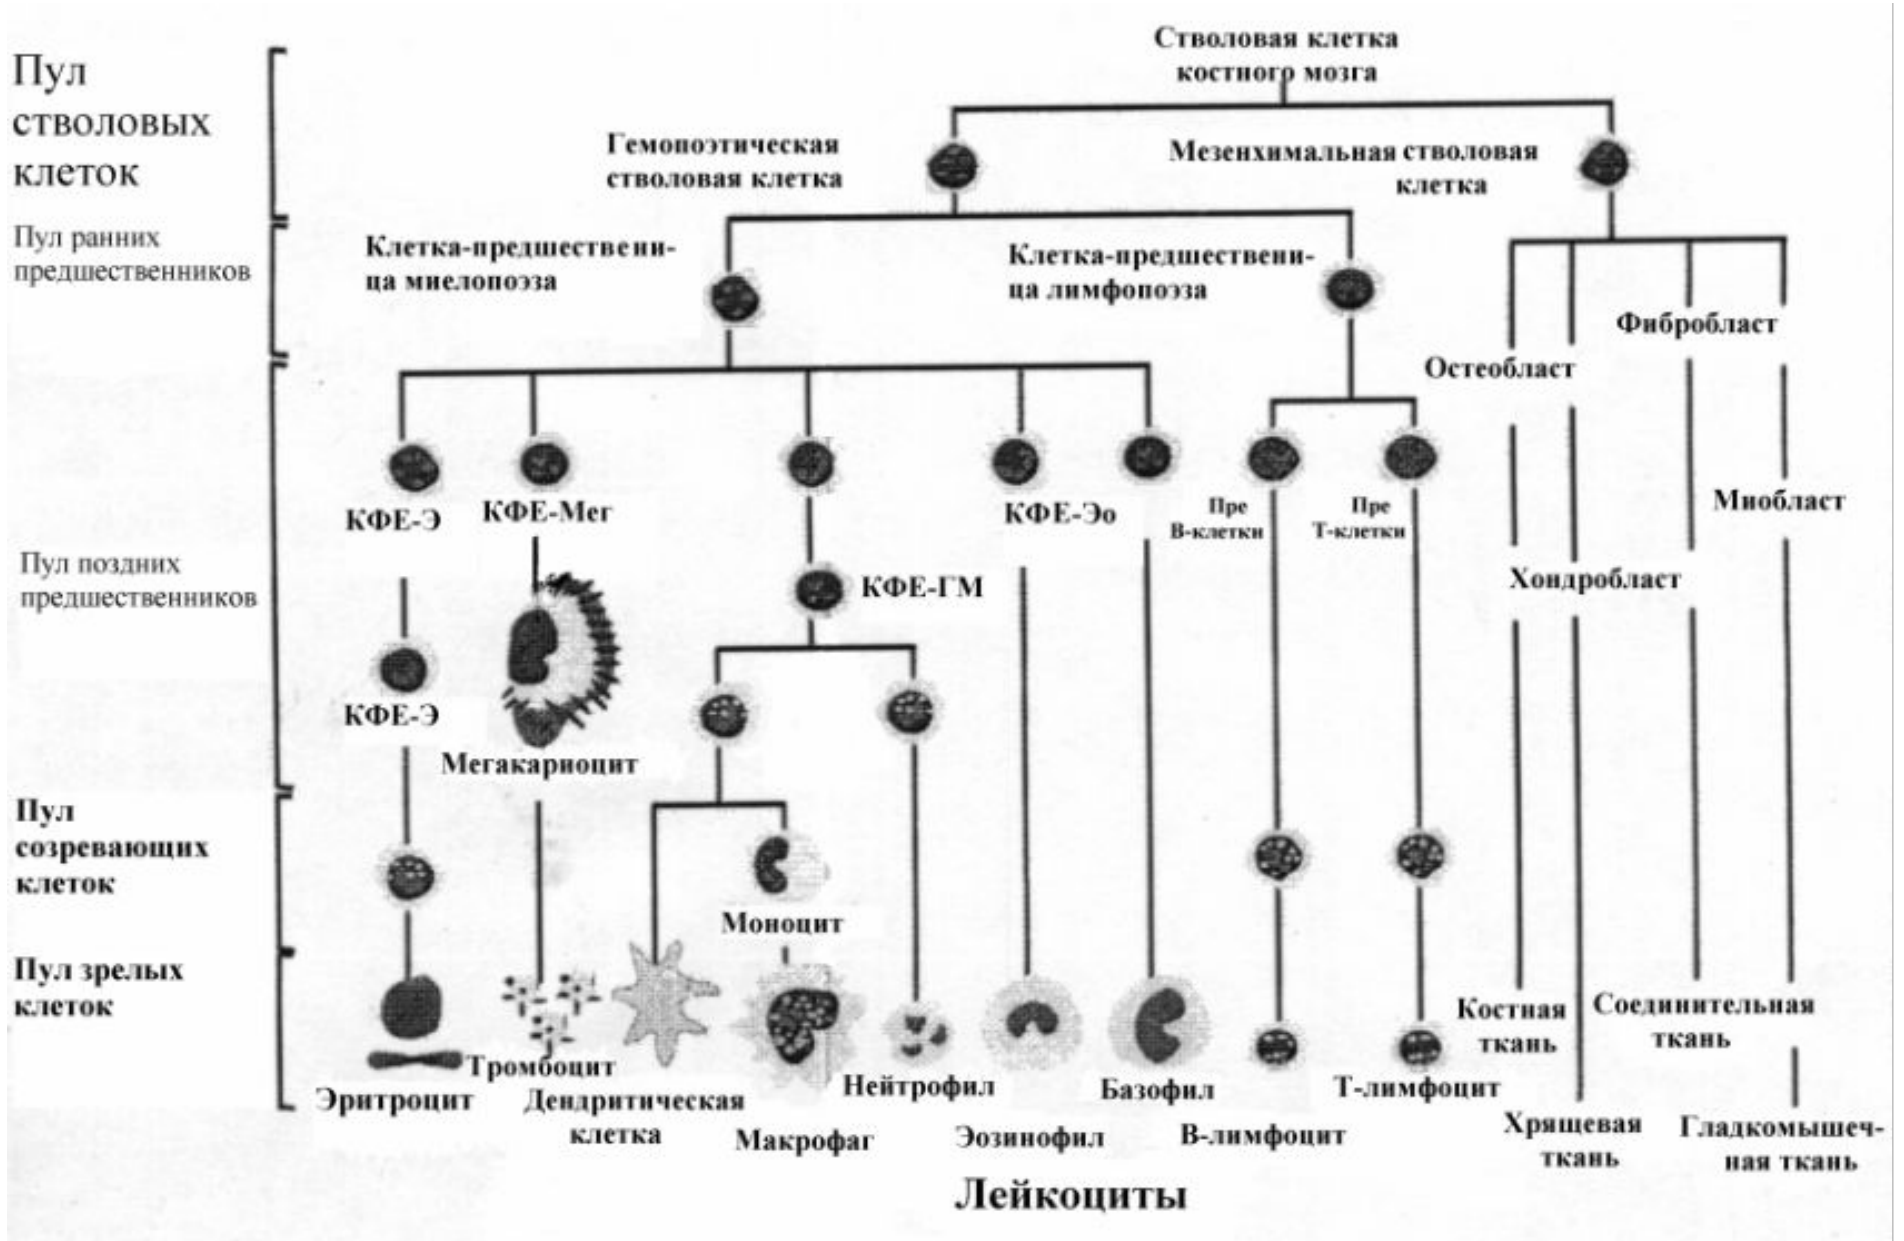 Стволовая клетка
костного мозга
Пул
стволовых
клеток
Гемопоэтическая
стволовая клетка
Мезенхимальная стволовая
клетка
Пул ранних
предшественников
Клетка-предшествени-
ца миелопоэза
Клетка-предшествени-
ца лимфопоэза
Фибробласт
Остеобласт
КФЕ-Э
КФЕ-Мег
КФЕ-Эо
Пре
В-клетки
Пре
Т-клетки
Миобласт
Пул поздних
предшественников
КФЕ-ГМ
Хондробласт
КФЕ-Э
Мегакариоцит
Пул
созревающих
клеток
Моноцит
Пул зрелых
клеток
Костная
ткань
Соединительная
ткань
Тромбоцит
Эритроцит
Дендритическая
клетка
Макрофаг
Нейтрофил
Эозинофил
Базофил
В-лимфоцит
Т-лимфоцит
Хрящевая
ткань
Гладкомышеч-
ная ткань
Лейкоциты